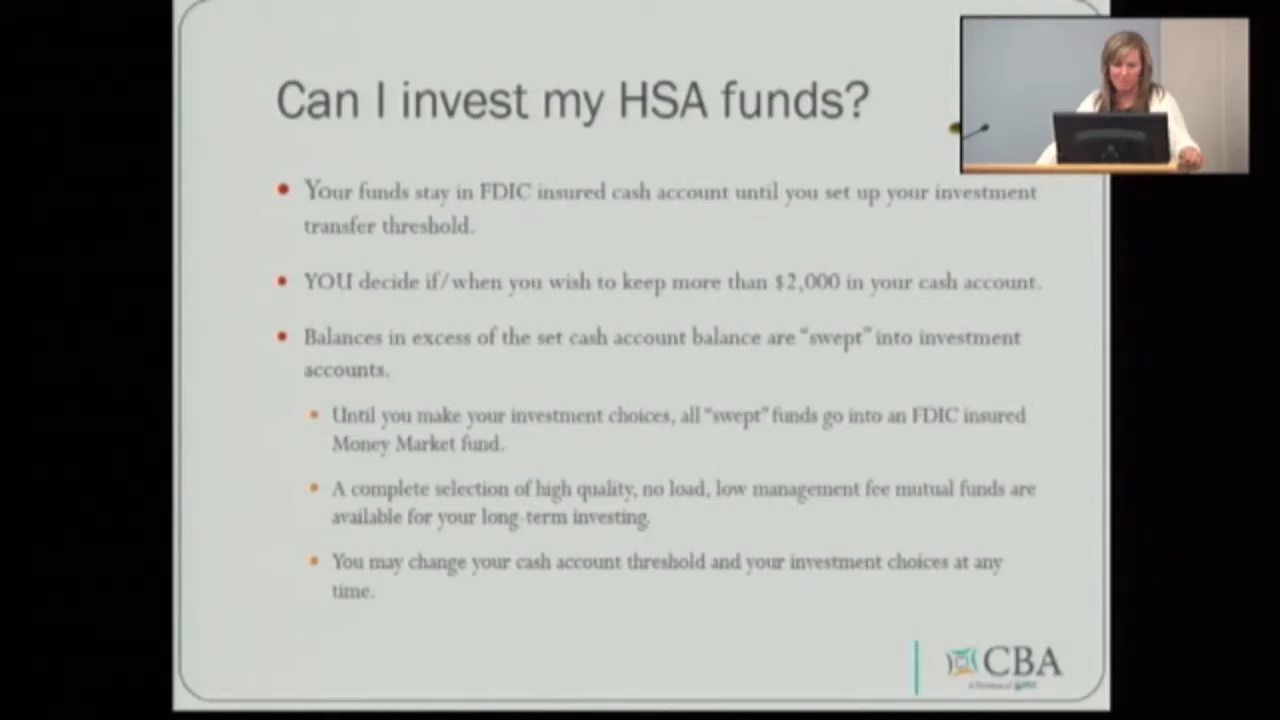 Can I invest my HSA funds?
Your funds stay in FDIC insured cash account until you set up your investment
transfer threshold.
YOU decide if/when you wish to keep more than $2,000 in your cash account.
Balances in excess of the set cash account balance are "swept" into investment
accounts.
Until you make your investment choices, all "swept" funds go into an FDIC insured
Money Market fund.
A complete selection of high quality, no load, low management fee mutual funds are
available for your long-term investing.
You may change your cash account threshold and your investment choices at any
time.
CBA